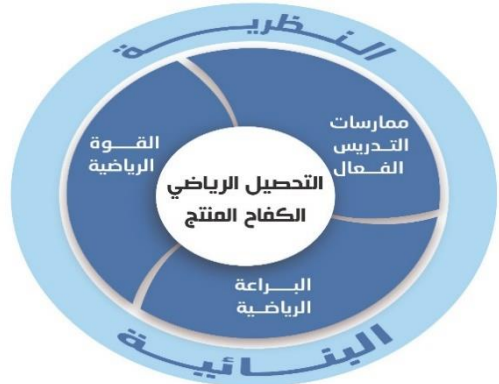 النظرية
ممارسات
التدريس
الفعال
القوة
الرياضية
التحصيل الرياضي
الكفاح المنتج
البراعة
الرياضية
البنائية